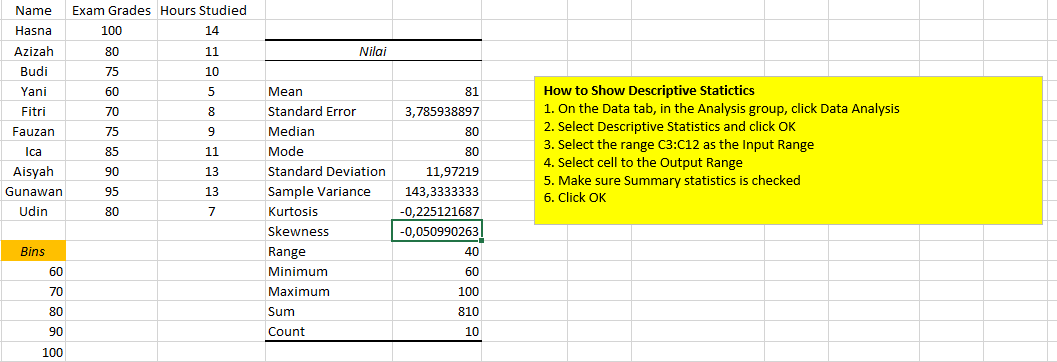 Name Exam Grades Hours Studied
Hasna 100 14
Azizah 80 11 Nilai
Budi 75 10
Yani 60 5 Mean 81
Fitri 70 8 Standard Error 3,785938897
Fauzan 75 9 Median 80
Ica 85 11 Mode 80
Aisyah 90 13 Standard Deviation 11,97219
Gunawan 95 13 Sample Variance 143,3333333
Udin 80 7 Kurtosis -0,225121687
Skewness -0,050990263
Bins Range 40
60 Minimum 60
70 Maximum 100
80 Sum 810
90 Count 10
100
How to Show Descriptive Statictics
1. On the Data tab, in the Analysis group, click Data Analysis
2. Select Descriptive Statistics and click OK
3. Select the range C3:C12 as the Input Range
4. Select cell to the Output Range
5. Make sure Summary statistics is checked
6. Click OK